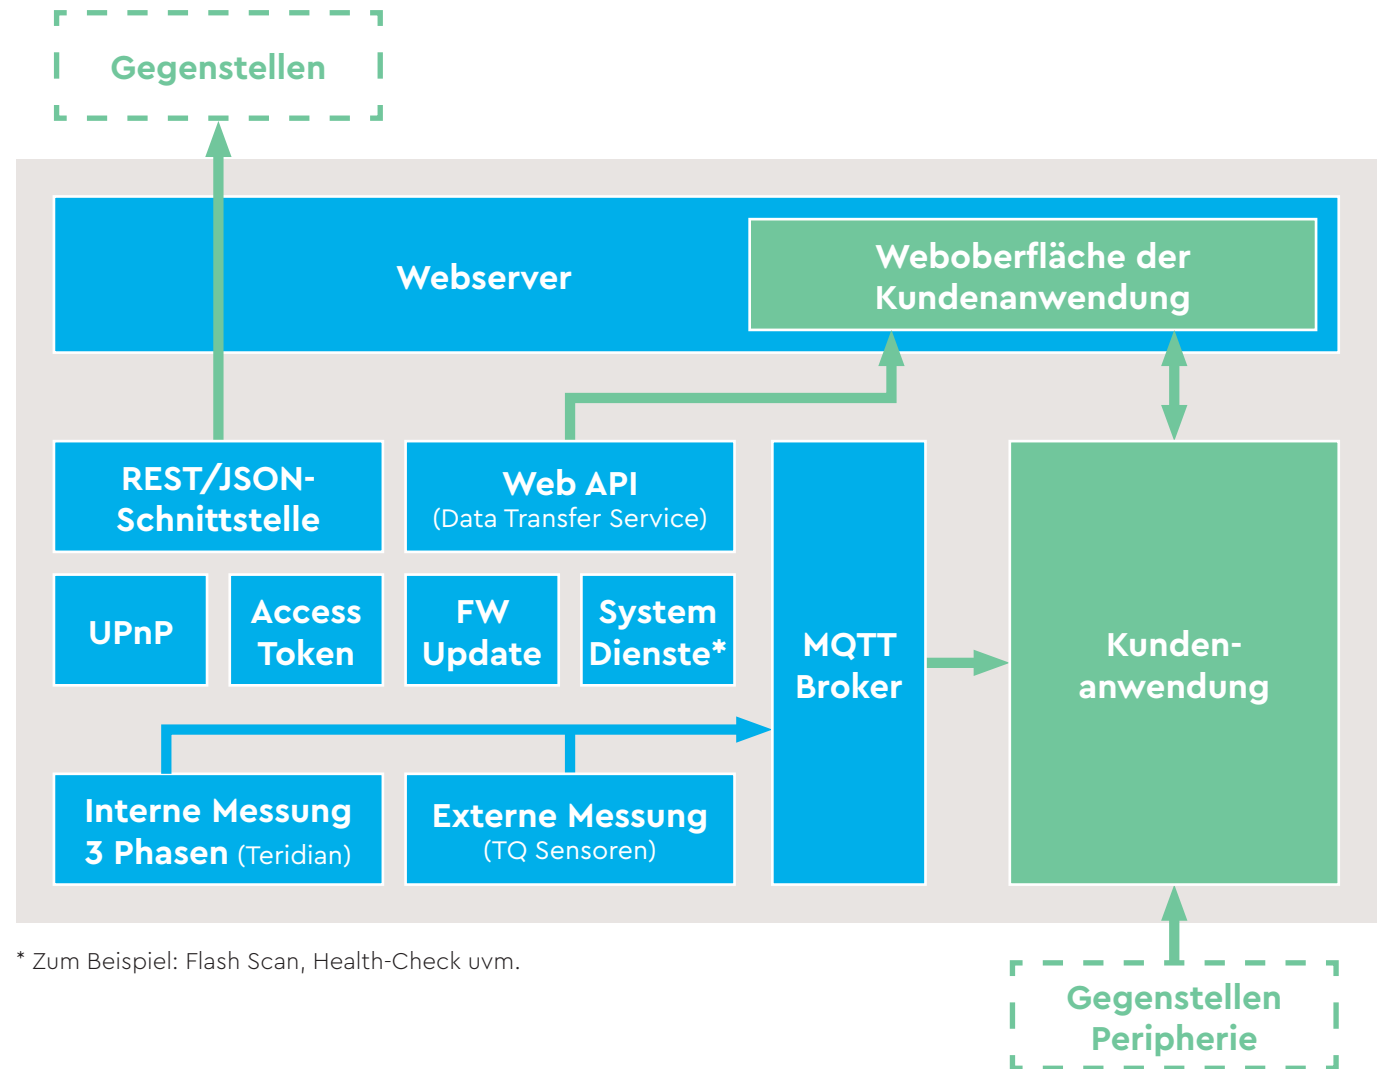 Gegenstellen
Webserver
Weboberfläche der
Kundenanwendung
REST/JSON-
Schnittstelle
Web API
(Data Transfer Service)
UPnP
Access
Token
FW
Update
System
Dienste*
MQTT
Broker
Kunden-
anwendung
Interne Messung
3 Phasen (Teridian)
Externe Messung
(TQ Sensoren)
* Zum Beispiel: Flash Scan, Health-Check uvm.
Gegenstellen
Peripherie